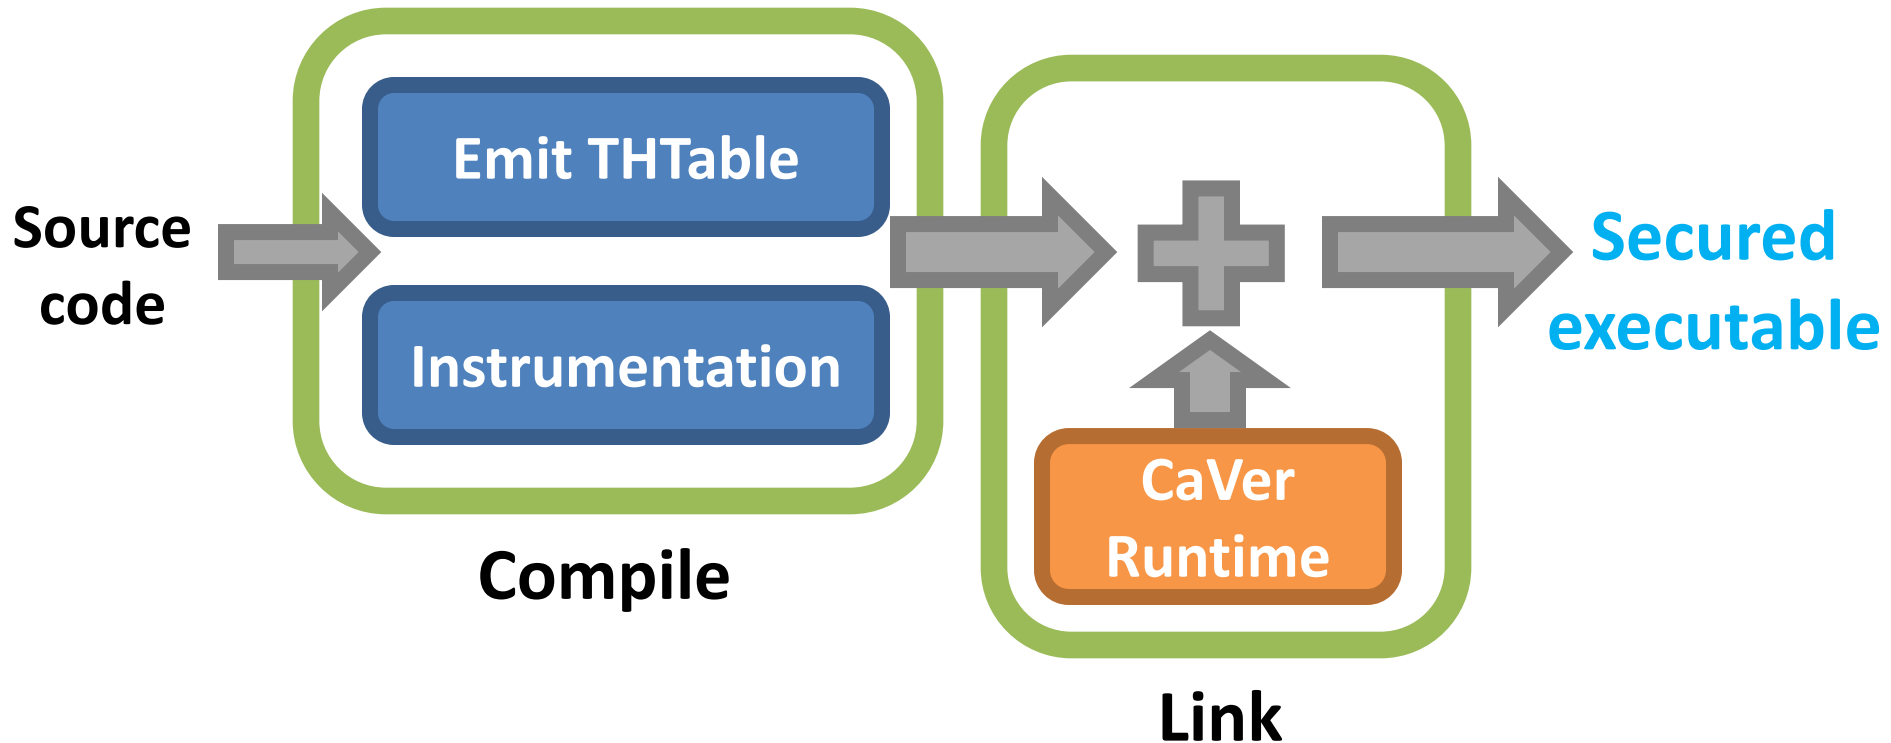 Source
code
Emit THTable
Instrumentation
Compile
CaVer
Runtime
Link
Secured
executable